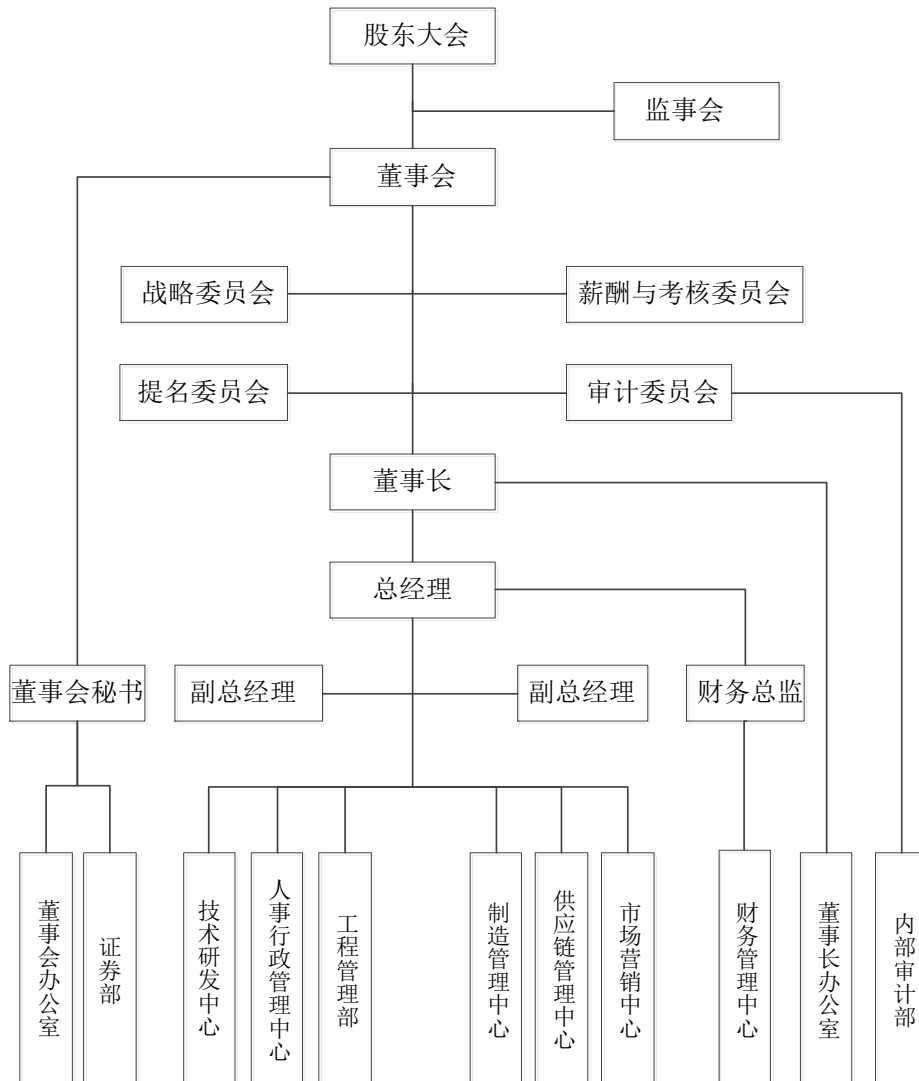 股东大会
监事会
董事会
战略委员会
薪酬与考核委员会
提名委员会
审计委员会
董事长
总经理
董事会秘书
副总经理
副总经理
财务总监
董事会办公室
证券部
技术研发中心
人事行政管理中心
工程管理部
制造管理中心
供应链管理中心
市场营销中心
财务管理中心
董事长办公室
内部审计部